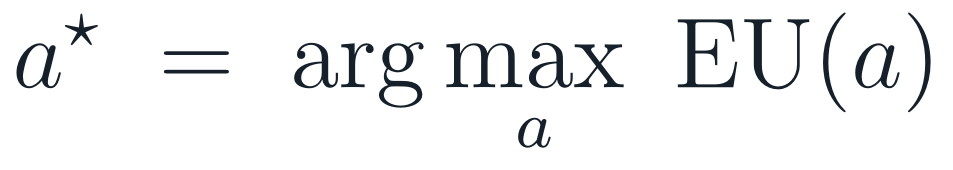 a⋆ = arg max EU(a)
a